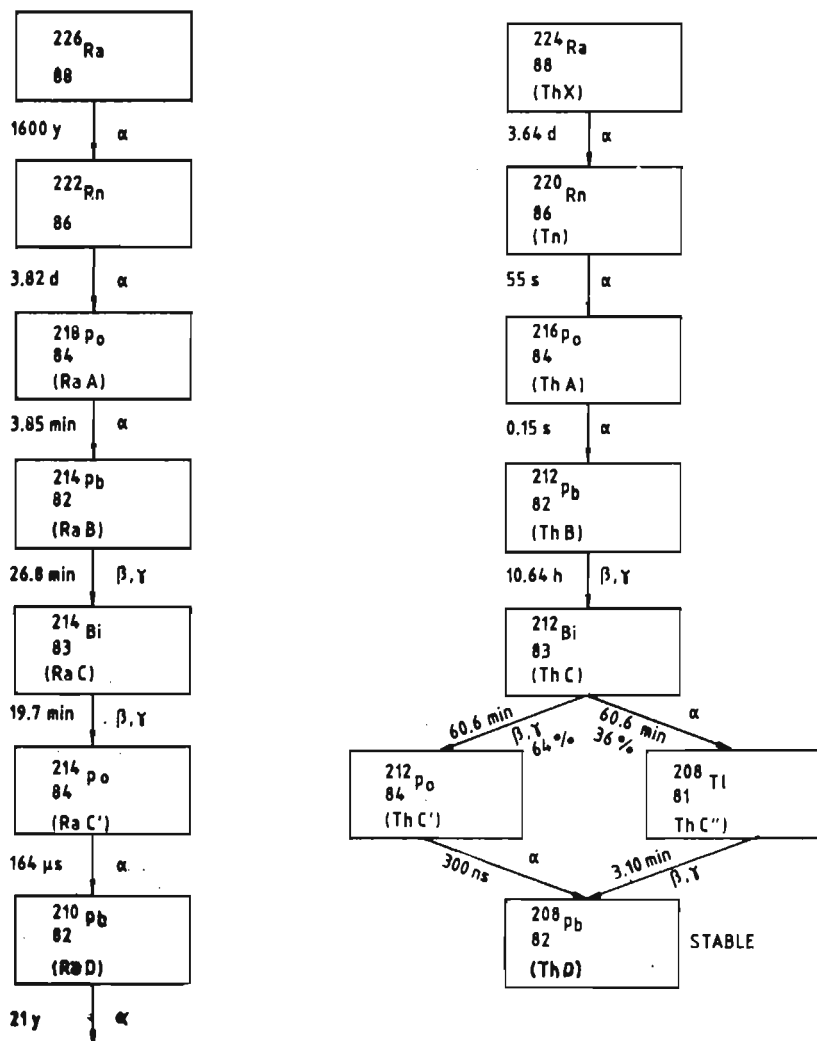 226Ra
88
1600 y α
222Rn
86
3.82 d α
218Po
84
(Ra A)
3.85 min α
214Pb
82
(Ra B)
26.8 min β,γ
214Bi
83
(Ra C)
19.7 min β,γ
214Po
84
(Ra C')
164 µs α
210Pb
82
(Ra D)
21 y α
224Ra
88
(Th X)
3.64 d α
220Rn
86
(Tn)
55 s α
216Po
84
(Th A)
0.15 s α
212Pb
82
(Th B)
10.64 h β,γ
212Bi
83
(Th C)
60.6 min
β,γ
64%
60.6 min α
36%
212Po
84
(Th C')
208Tl
81
Th C")
300 ns α
3.10 min
β,γ
208Pb
82
(Th D)
STABLE